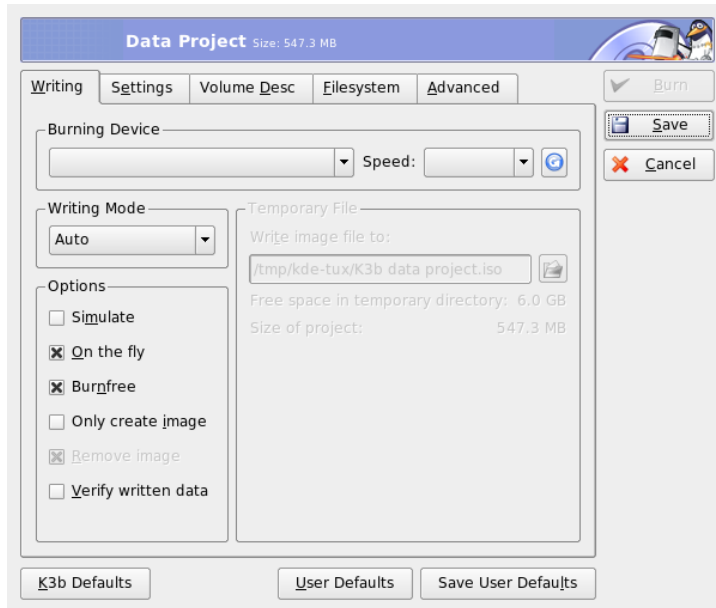 Data Project Size: 547.3 MB
Writing Settings Volume Desc Filesystem Advanced
Burn
Save
Cancel
Burning Device
Speed:
Writing Mode
Auto
Options
Simulate
On the fly
Burnfree
Only create image
Remove image
Verify written data
Temporary File
Write image file to:
/tmp/kde-tux/K3b data project.iso
Free space in temporary directory: 6.0 GB
Size of project: 547.3 MB
K3b Defaults User Defaults Save User Defaults